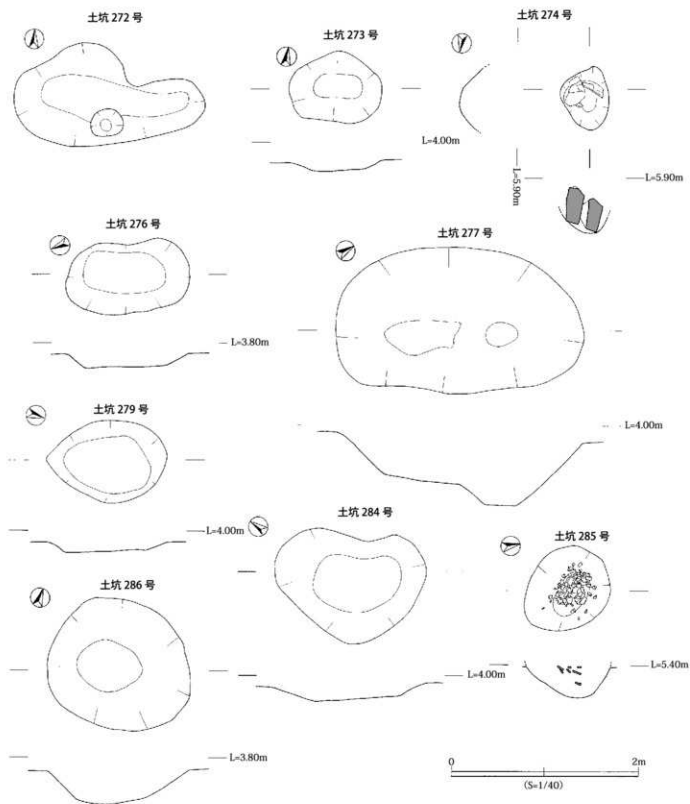 土坑 272 号
土坑 273 号
土坑 274 号
L=4.00m
L=5.90m
L=5.90m
土坑 276 号
土坑 277 号
L=3.80m
土坑 279 号
L=4.00m
L=4.00m
土坑 284 号
土坑 285 号
土坑 286 号
L=4.00m
L=5.40m
L=3.80m
0 2m
(S=1/40)